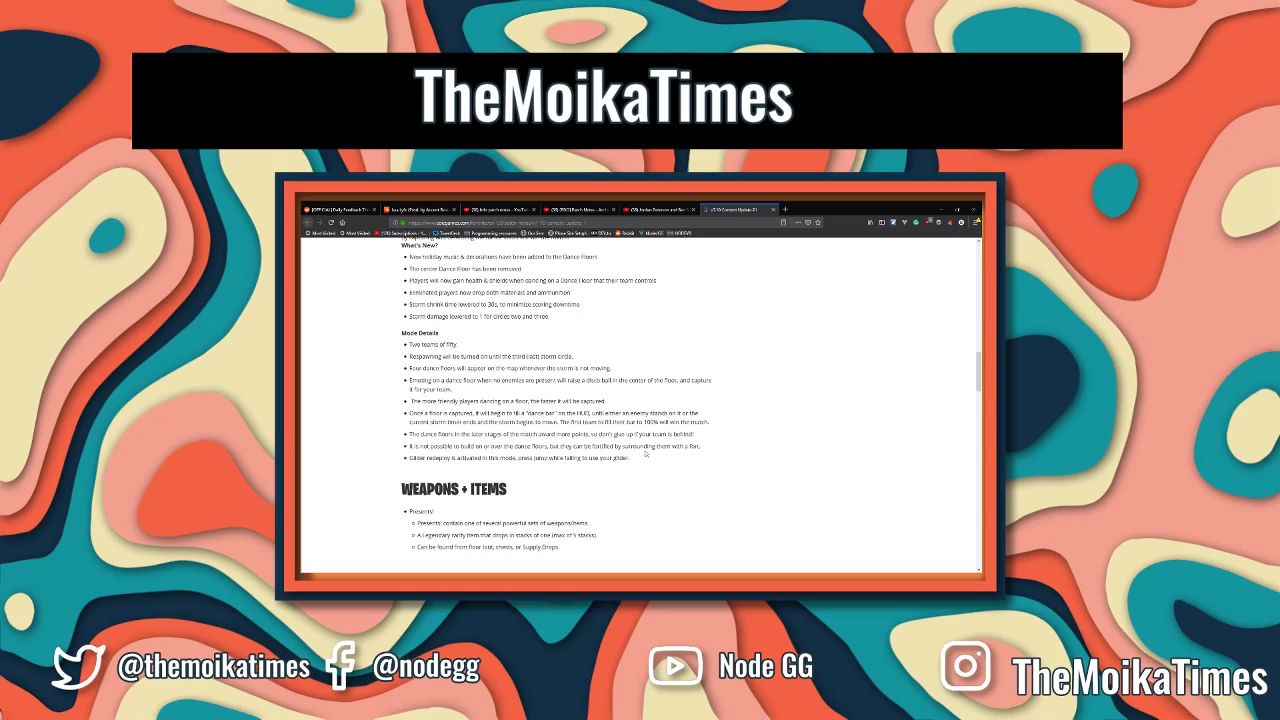 TheMoikaTimes
What's New?
New holiday music & decorations have been added to the Dance Floors
The center Dance Floor has been removed
Players will now gain health & shields when dancing on a Dance Floor that their team controls
Eliminated players now drop both materials and ammunition
Storm shrink time lowered to 30s, to minimize scoring downtime
Storm damage lowered to 1 for circles two and three
Mode Details
Two teams of fifty.
Respawning will be turned on until the third (last) storm circle.
Four dance floors will appear on the map whenever the storm is not moving.
Emoting on a dance floor when no enemies are present will raise a disco ball in the center of the floor, and capture
it for your team.
The more friendly players dancing on a floor, the faster it will be captured.
Once a floor is captured, it will begin to fill a "dance bar" on the HUD, until either an enemy stands on it or the
current storm timer ends and the storm begins to move. The first team to fill their bar to 100% will win the match.
The dance floors in the later stages of the match award more points, so don't give up if your team is behind!
It is not possible to build on or over the dance floors, but they can be fortified by surrounding them with a fort.
Glider redeploy is activated in this mode, press jump while falling to use your glider.
WEAPONS + ITEMS
Presents!
Presents! contain one of several powerful sets of weapons/items.
A Legendary rarity item that drops in stacks of one (max of 5 stacks).
Can be found from floor loot, chests, or Supply Drops.
@themoikatimes
@nodegg
Node GG
TheMoikaTimes